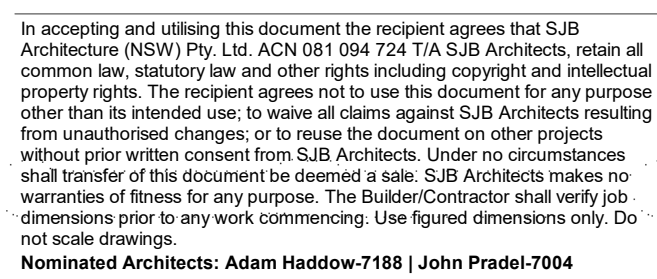 In accepting and utilising this document the recipient agrees that SJB
Architecture (NSW) Pty. Ltd. ACN 081 094 724 T/A SJB Architects, retain all
common law, statutory law and other rights including copyright and intellectual
property rights. The recipient agrees not to use this document for any purpose
other than its intended use; to waive all claims against SJB Architects resulting
from unauthorised changes; or to reuse the document on other projects
without prior written consent from SJB Architects. Under no circumstances
shall transfer of this document be deemed a sale. SJB Architects makes no
warranties of fitness for any purpose. The Builder/Contractor shall verify job
dimensions prior to any work commencing. Use figured dimensions only. Do
not scale drawings.
Nominated Architects: Adam Haddow-7188 | John Pradel-7004